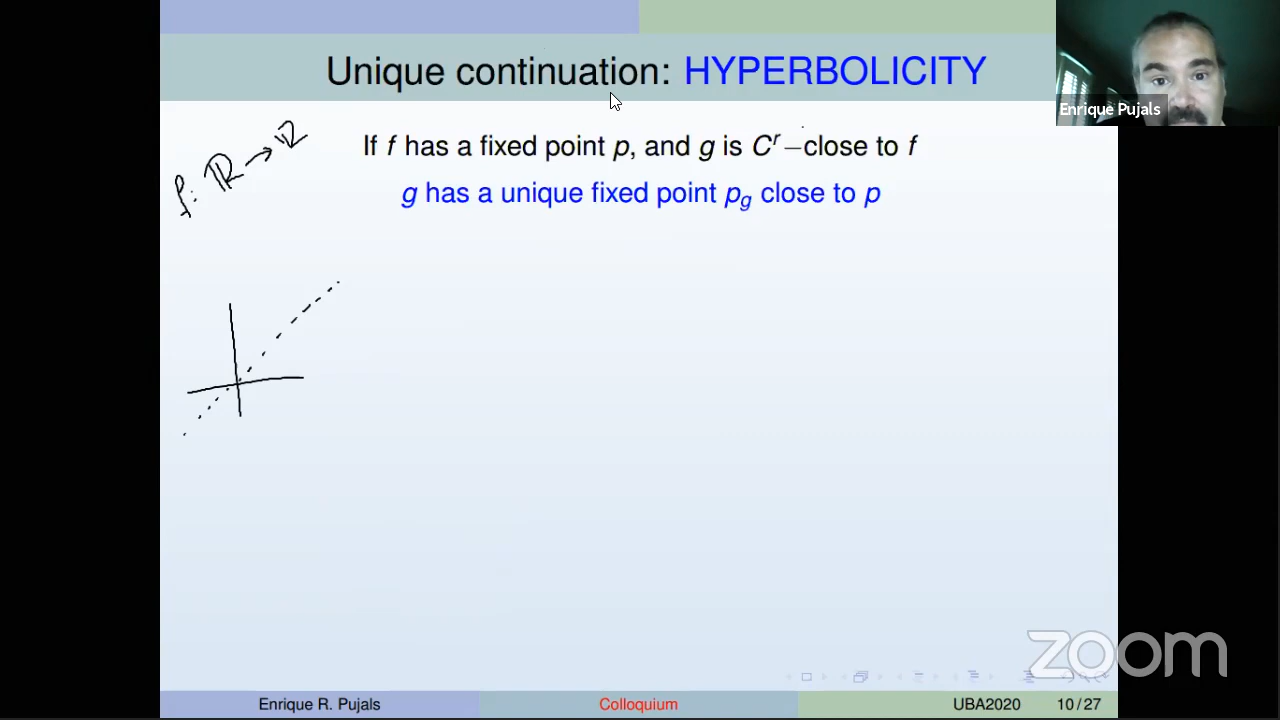 Unique continuation: HYPERBOLICITY
Enrique Pujals
f: ℝ → ℝ
If f has a fixed point p, and g is Cʳ–close to f
g has a unique fixed point p_g close to p
zoom
Enrique R. Pujals Colloquium UBA2020 10/27